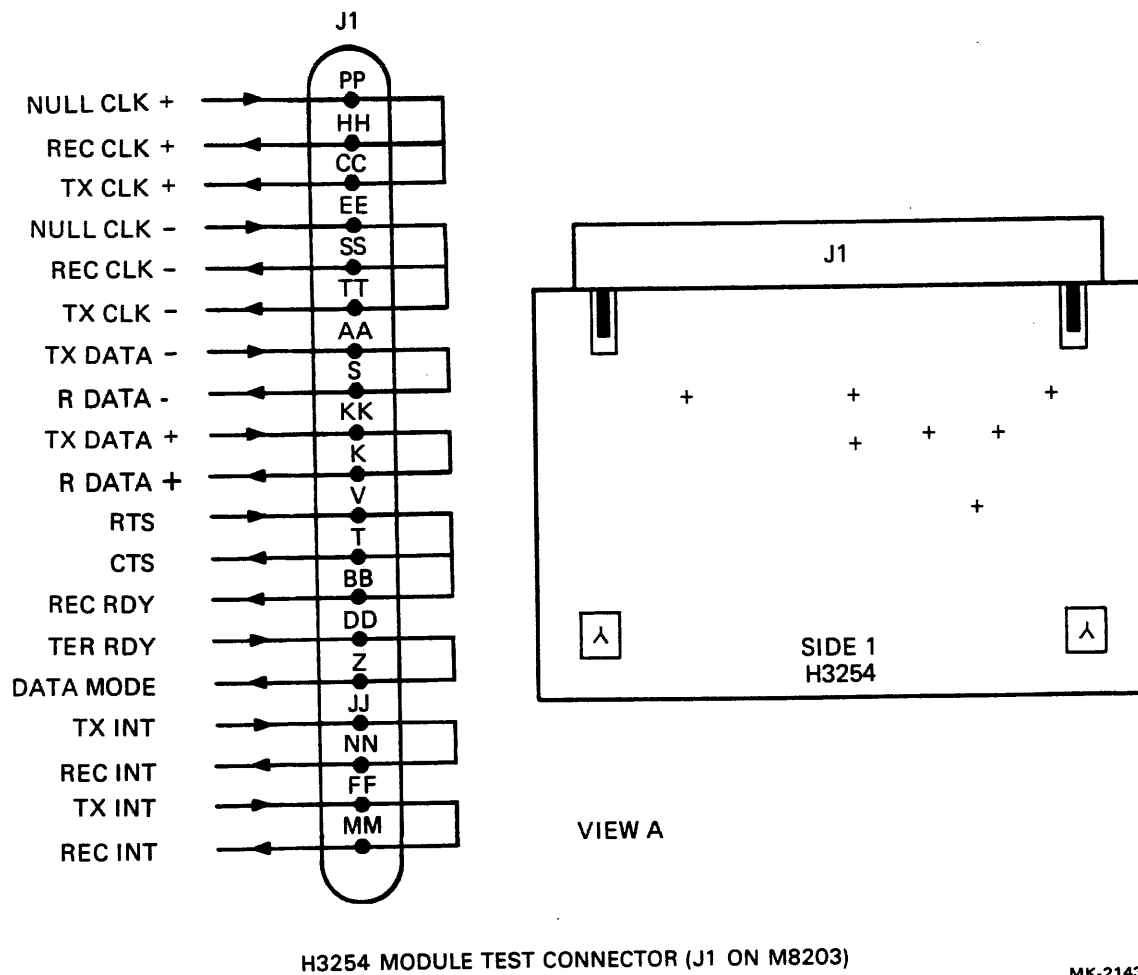 J1
PP
NULL CLK +
HH
REC CLK +
CC
TX CLK +
EE
NULL CLK -
SS
REC CLK -
TT
TX CLK -
AA
TX DATA -
S
R DATA -
KK
TX DATA +
K
R DATA +
V
RTS
T
CTS
BB
REC RDY
DD
TER RDY
Z
DATA MODE
JJ
TX INT
NN
REC INT
FF
TX INT
MM
REC INT
J1
SIDE 1
H3254
VIEW A
H3254 MODULE TEST CONNECTOR (J1 ON M8203)